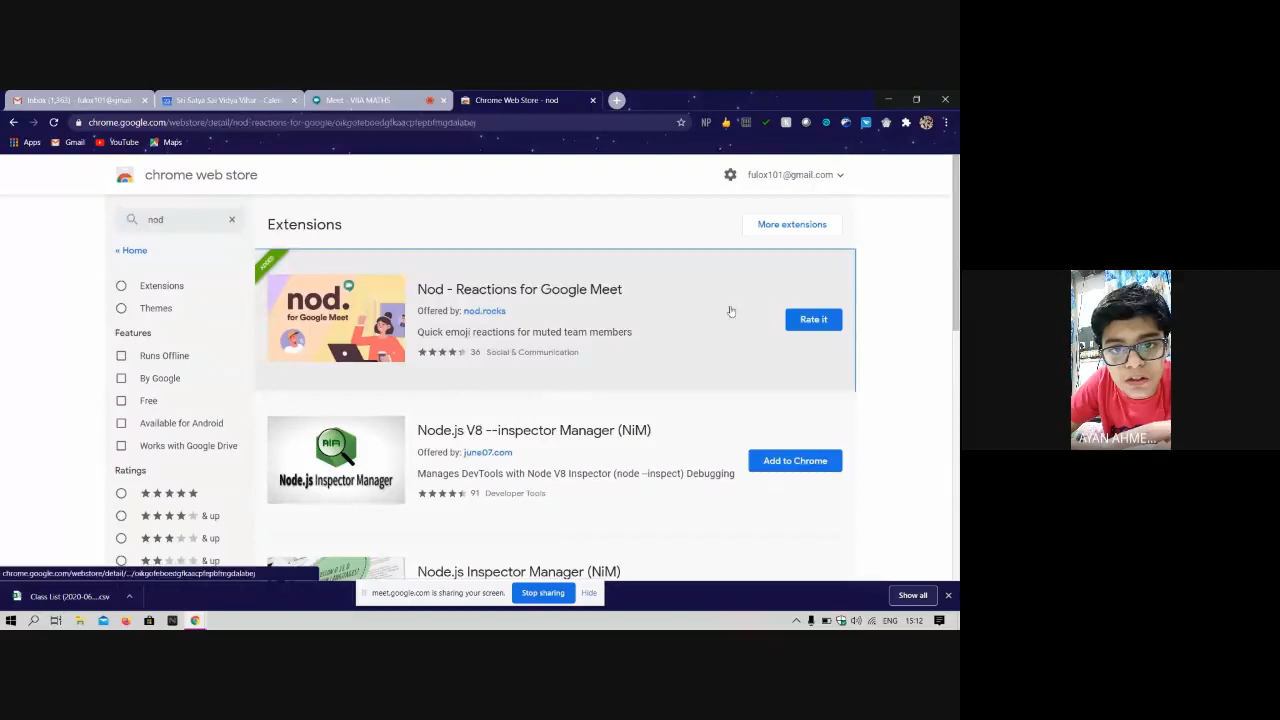 Inbox (1,363) - fulox101@gmail
Sri Satya Sai Vidya Vihar - Calen
Meet - VIIA MATHS
Chrome Web Store - nod
chrome.google.com/webstore/detail/nod-reactions-for-google/oikgofeboedgfkaacpfepbfmgdalabej
Apps
Gmail
YouTube
Maps
chrome web store
fulox101@gmail.com
nod
Extensions
More extensions
« Home
ADDED
Extensions
Themes
Features
Runs Offline
By Google
Free
Available for Android
Works with Google Drive
Ratings
& up
& up
& up
nod.
for Google Meet
Nod - Reactions for Google Meet
Offered by: nod.rocks
Quick emoji reactions for muted team members
36 Social & Communication
Rate it
NiM
Node.js Inspector Manager
Node.js V8 --inspector Manager (NiM)
Offered by: june07.com
Manages DevTools with Node V8 Inspector (node --inspect) Debugging
91 Developer Tools
Add to Chrome
Node.js Inspector Manager (NiM)
chrome.google.com/webstore/detail/.../oikgofeboedgfkaacpfepbfmgdalabej
Class List (2020-06....csv
meet.google.com is sharing your screen.
Stop sharing
Hide
Show all
ENG
15:12
AYAN AHME...